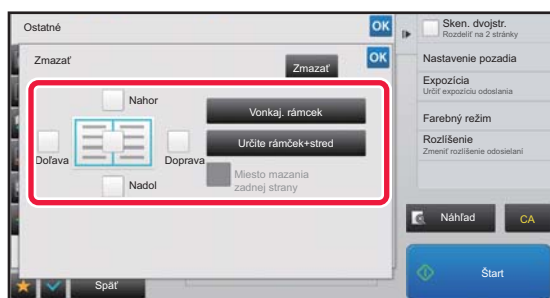 Ostatné
OK
Zmazať
Zmazať
OK
Nahor
Doľava
Doprava
Nadol
Vonkaj. rámcek
Určite rámček+stred
Miesto mazania
zadnej strany
Späť
Sken. dvojstr.
Rozdeliť na 2 stránky
Nastavenie pozadia
Expozícia
Určiť expozíciu odoslania
Farebný režim
Rozlíšenie
Zmeniť rozlíšenie odosielani
Náhľad
CA
Štart